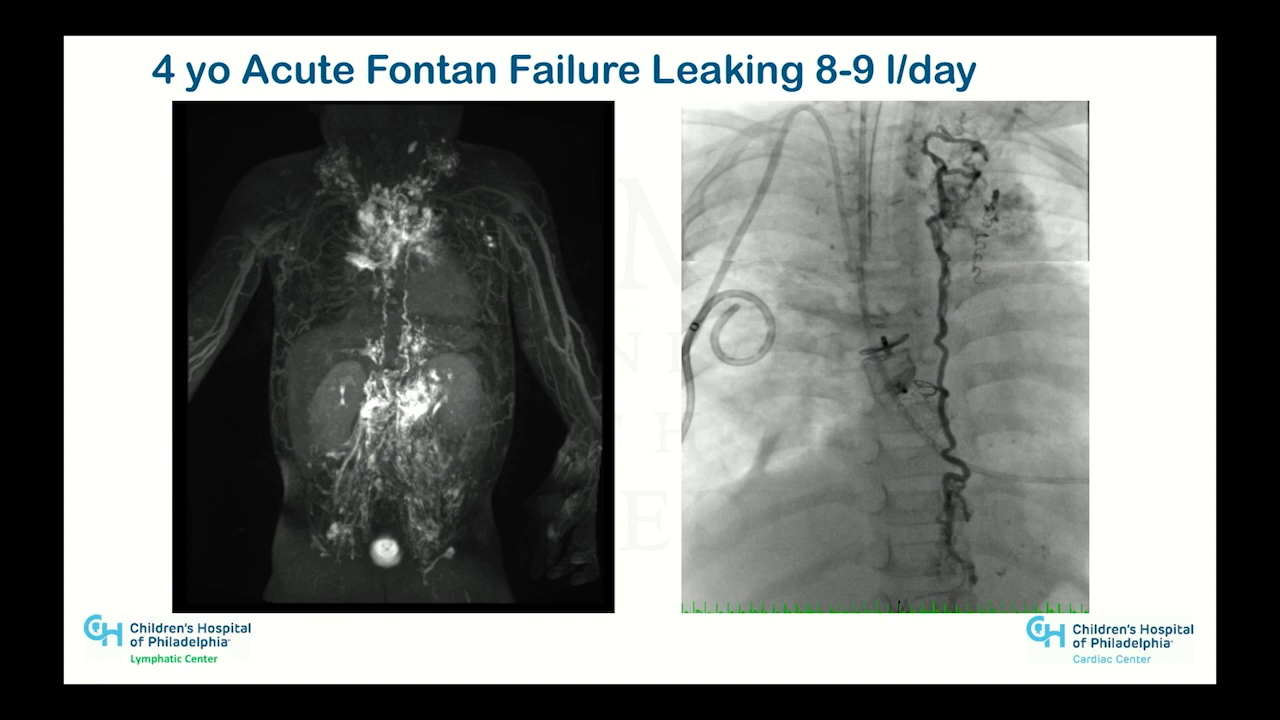 4 yo Acute Fontan Failure Leaking 8-9 l/day
Children's Hospital
of Philadelphia
Lymphatic Center
Children's Hospital
of Philadelphia
Cardiac Center